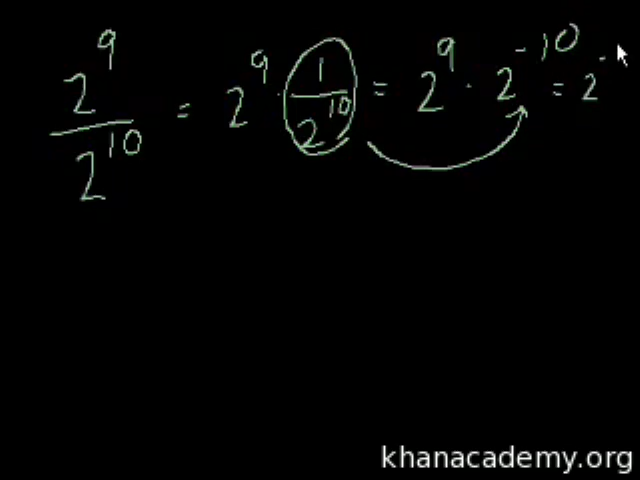 2^9 / 2^10 = 2^9 · 1 / 2^10 = 2^9 · 2^-10 = 2^-
khanacademy.org